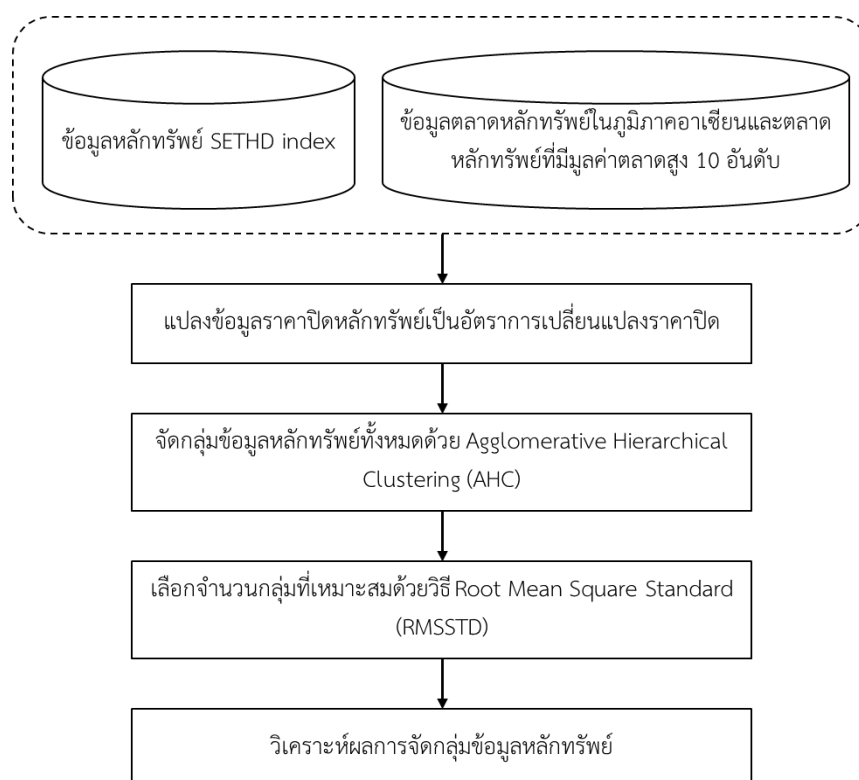 ข้อมูลหลักทรัพย์ SETHD index
ข้อมูลตลาดหลักทรัพย์ในภูมิภาคอาเซียนและตลาด
หลักทรัพย์ที่มีมูลค่าตลาดสูง 10 อันดับ
แปลงข้อมูลราคาปิดหลักทรัพย์เป็นอัตราการเปลี่ยนแปลงราคาปิด
จัดกลุ่มข้อมูลหลักทรัพย์ทั้งหมดด้วย Agglomerative Hierarchical
Clustering (AHC)
เลือกจำนวนกลุ่มที่เหมาะสมด้วยวิธี Root Mean Square Standard
(RMSSTD)
วิเคราะห์ผลการจัดกลุ่มข้อมูลหลักทรัพย์